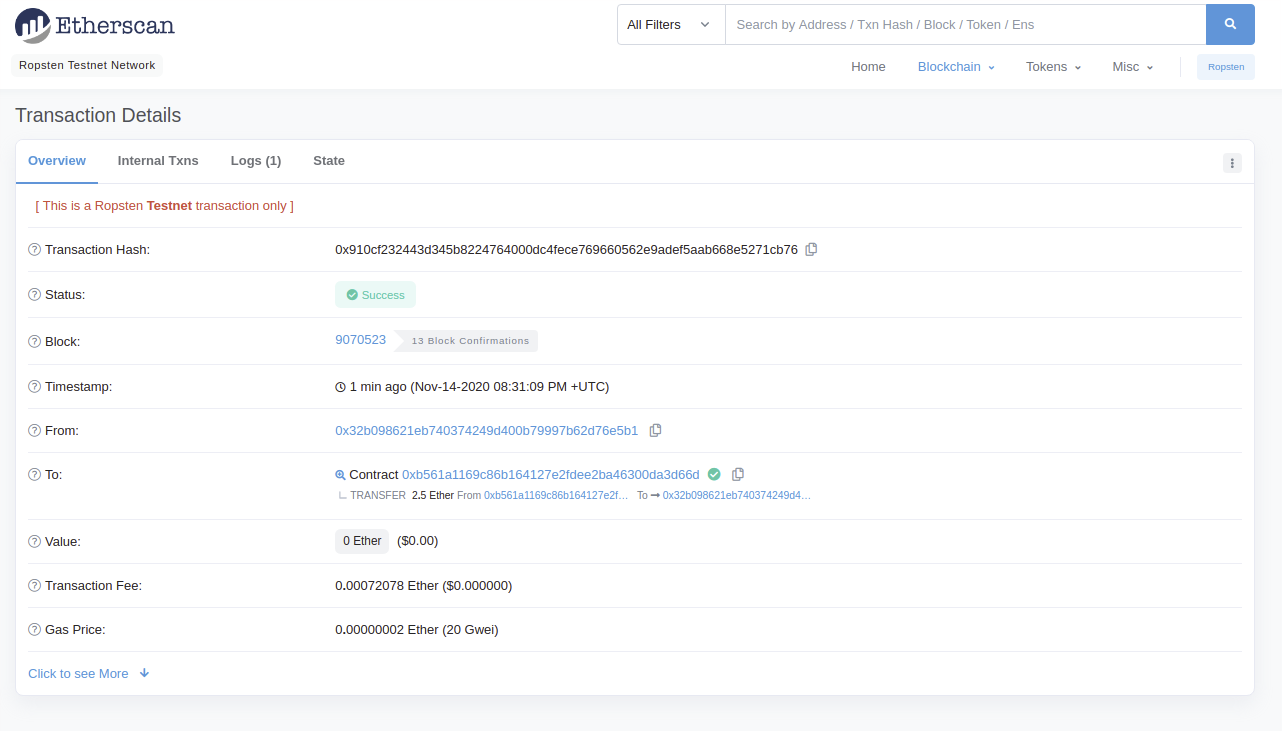 Etherscan
All Filters
Search by Address / Txn Hash / Block / Token / Ens
Ropsten Testnet Network
Home Blockchain Tokens Misc Ropsten
Transaction Details
Overview Internal Txns Logs (1) State
[ This is a Ropsten Testnet transaction only ]
Transaction Hash: 0x910cf232443d345b8224764000dc4fece769660562e9adef5aab668e5271cb76
Status: Success
Block: 9070523 13 Block Confirmations
Timestamp: 1 min ago (Nov-14-2020 08:31:09 PM +UTC)
From: 0x32b098621eb740374249d400b79997b62d76e5b1
To: Contract 0xb561a1169c86b164127e2fdee2ba46300da3d66d
TRANSFER 2.5 Ether From 0xb561a1169c86b164127e2f… To 0x32b098621eb740374249d4…
Value: 0 Ether ($0.00)
Transaction Fee: 0.00072078 Ether ($0.000000)
Gas Price: 0.00000002 Ether (20 Gwei)
Click to see More